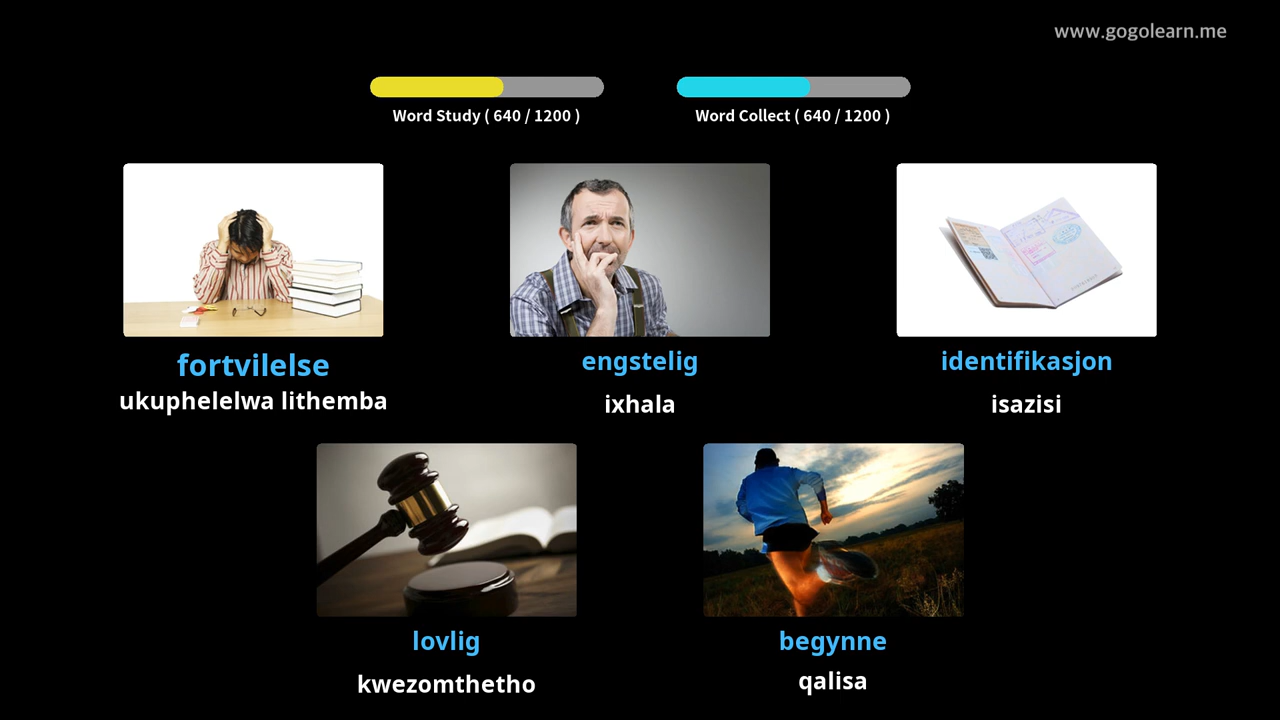 www.gogolearn.me
Word Study ( 640 / 1200 )
Word Collect ( 640 / 1200 )
fortvilelse
ukuphelelwa lithemba
engstelig
ixhala
identifikasjon
isazisi
lovlig
kwezomthetho
begynne
qalisa